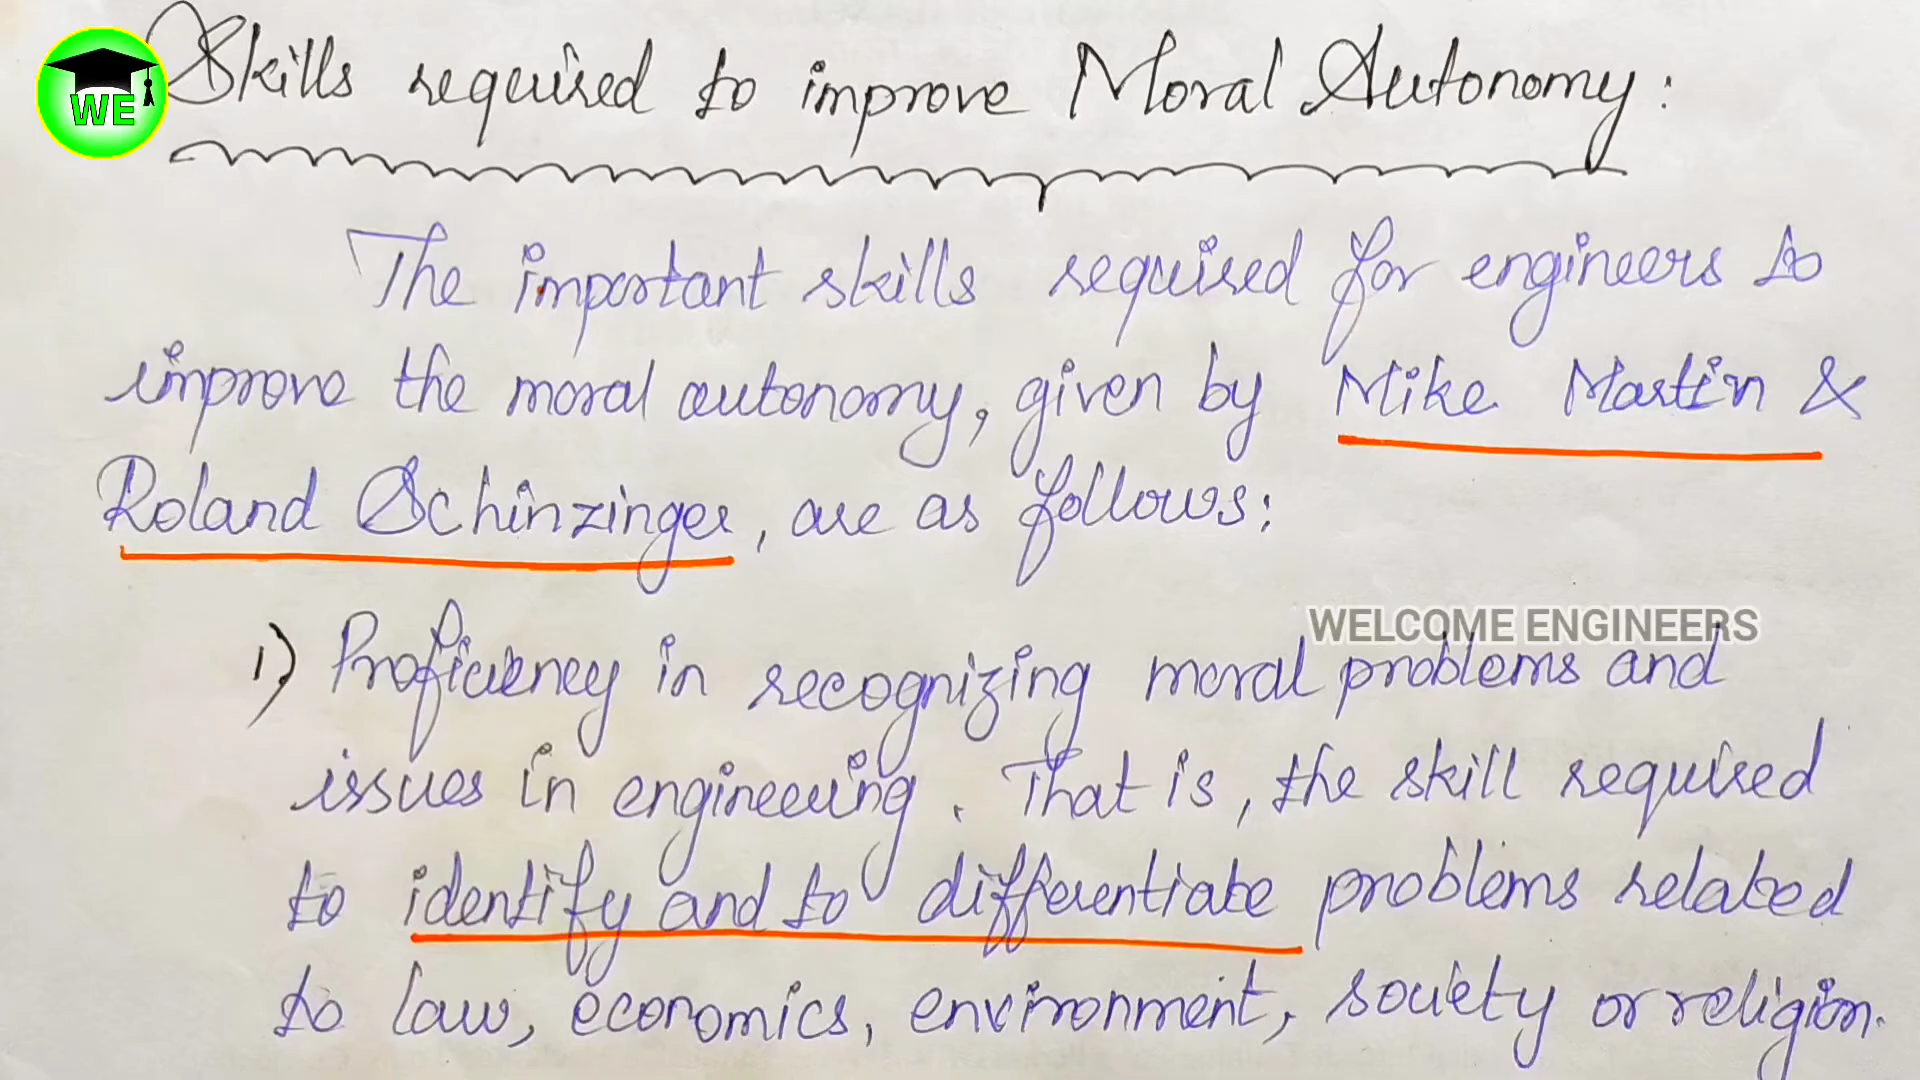 WE
Skills required to improve Moral Autonomy:
The important skills required for engineers to
improve the moral autonomy, given by Mike Martin &
Roland Schinzinger, are as follows:
WELCOME ENGINEERS
1) Proficiency in recognizing moral problems and
issues in engineering. That is, the skill required
to identify and to differentiate problems related
to law, economics, environment, society or religion.